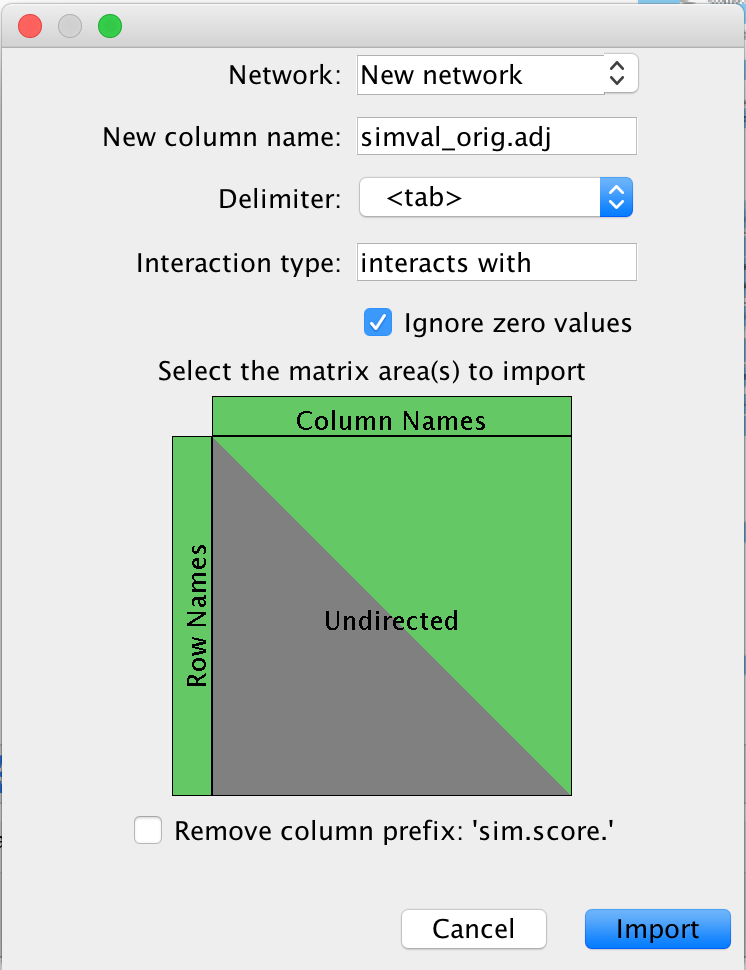 Network: New network
New column name: simval_orig.adj
Delimiter: <tab>
Interaction type: interacts with
Ignore zero values
Select the matrix area(s) to import
Column Names
Row Names
Undirected
Remove column prefix: 'sim.score.'
Cancel Import